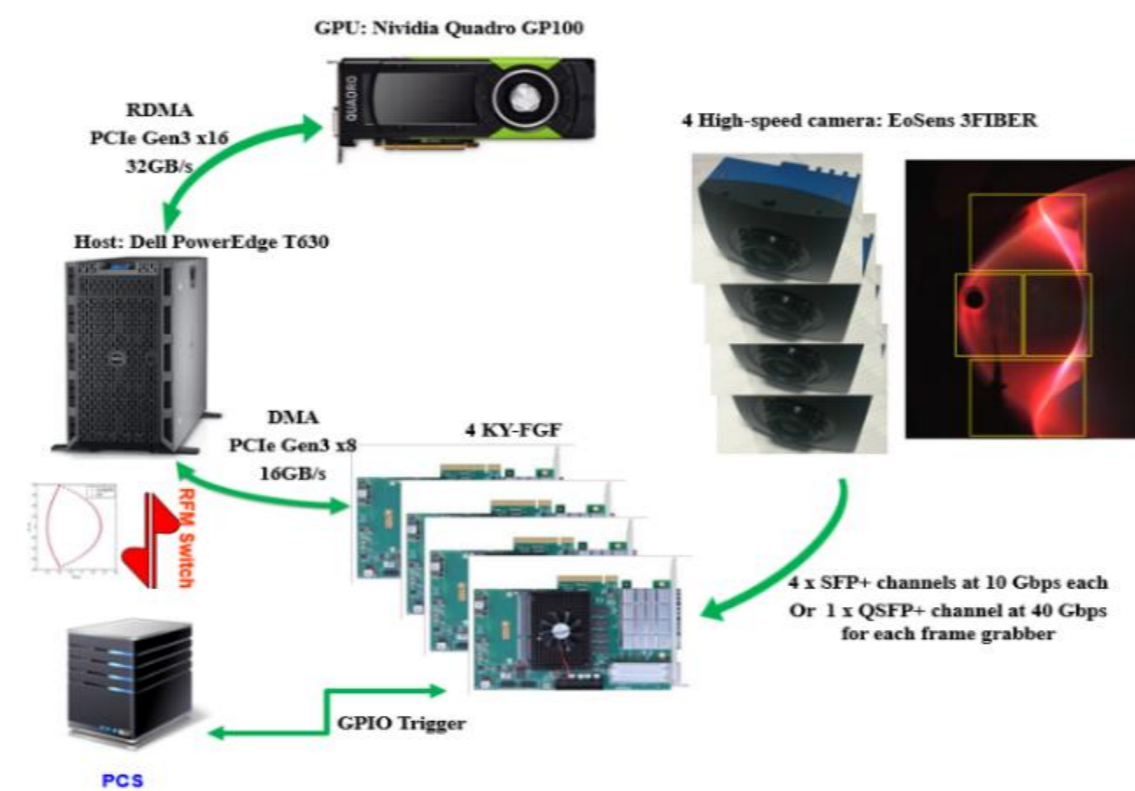 GPU: Nividia Quadro GP100
QUADRO
RDMA
PCIe Gen3 x16
32GB/s
4 High-speed camera: EoSens 3FIBER
Host: Dell PowerEdge T630
DMA
PCIe Gen3 x8
16GB/s
4 KY-FGF
RFM Switch
4 x SFP+ channels at 10 Gbps each
Or 1 x QSFP+ channel at 40 Gbps
for each frame grabber
GPIO Trigger
PCS